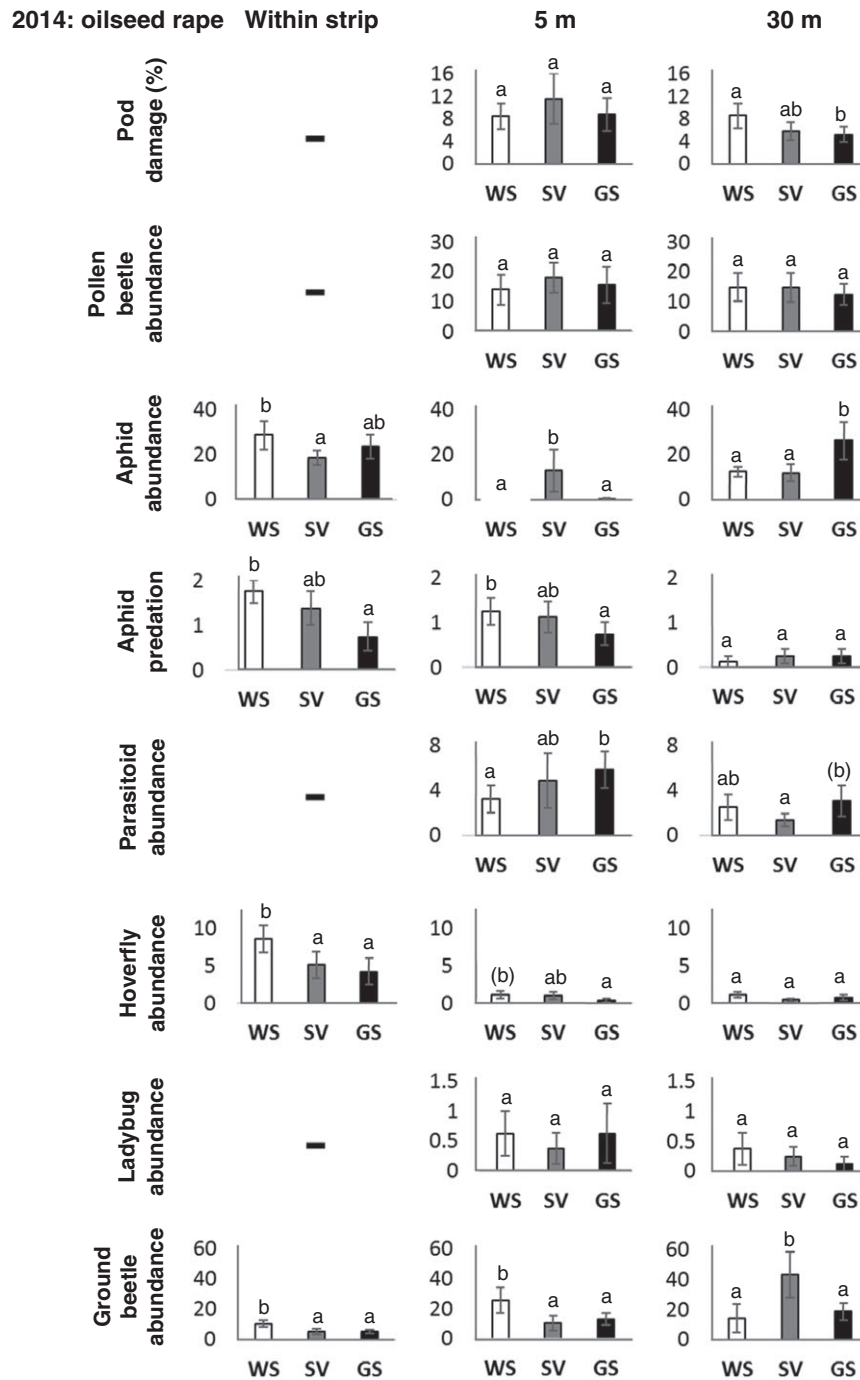 2014: oilseed rape Within strip 5 m 30 m
Pod
damage (%)
16
12
8
4
0
a a a
WS SV GS
16
12
8
4
0
a ab b
WS SV GS
Pollen
beetle
abundance
30
20
10
0
a a a
WS SV GS
30
20
10
0
a a a
WS SV GS
Aphid
abundance
40
20
0
b a ab
WS SV GS
40
20
0
a b a
WS SV GS
40
20
0
a a b
WS SV GS
Aphid
predation
2
1
0
b ab a
WS SV GS
2
1
0
b ab a
WS SV GS
2
1
0
a a a
WS SV GS
Parasitoid
abundance
8
4
0
a ab b
WS SV GS
8
4
0
ab a (b)
WS SV GS
Hoverfly
abundance
10
5
0
b a a
WS SV GS
10
5
0
(b) ab a
WS SV GS
10
5
0
a a a
WS SV GS
Ladybug
abundance
1.5
1
0.5
0
a a a
WS SV GS
1.5
1
0.5
0
a a a
WS SV GS
Ground
beetle
abundance
60
40
20
0
b a a
WS SV GS
60
40
20
0
b a a
WS SV GS
60
40
20
0
a b a
WS SV GS